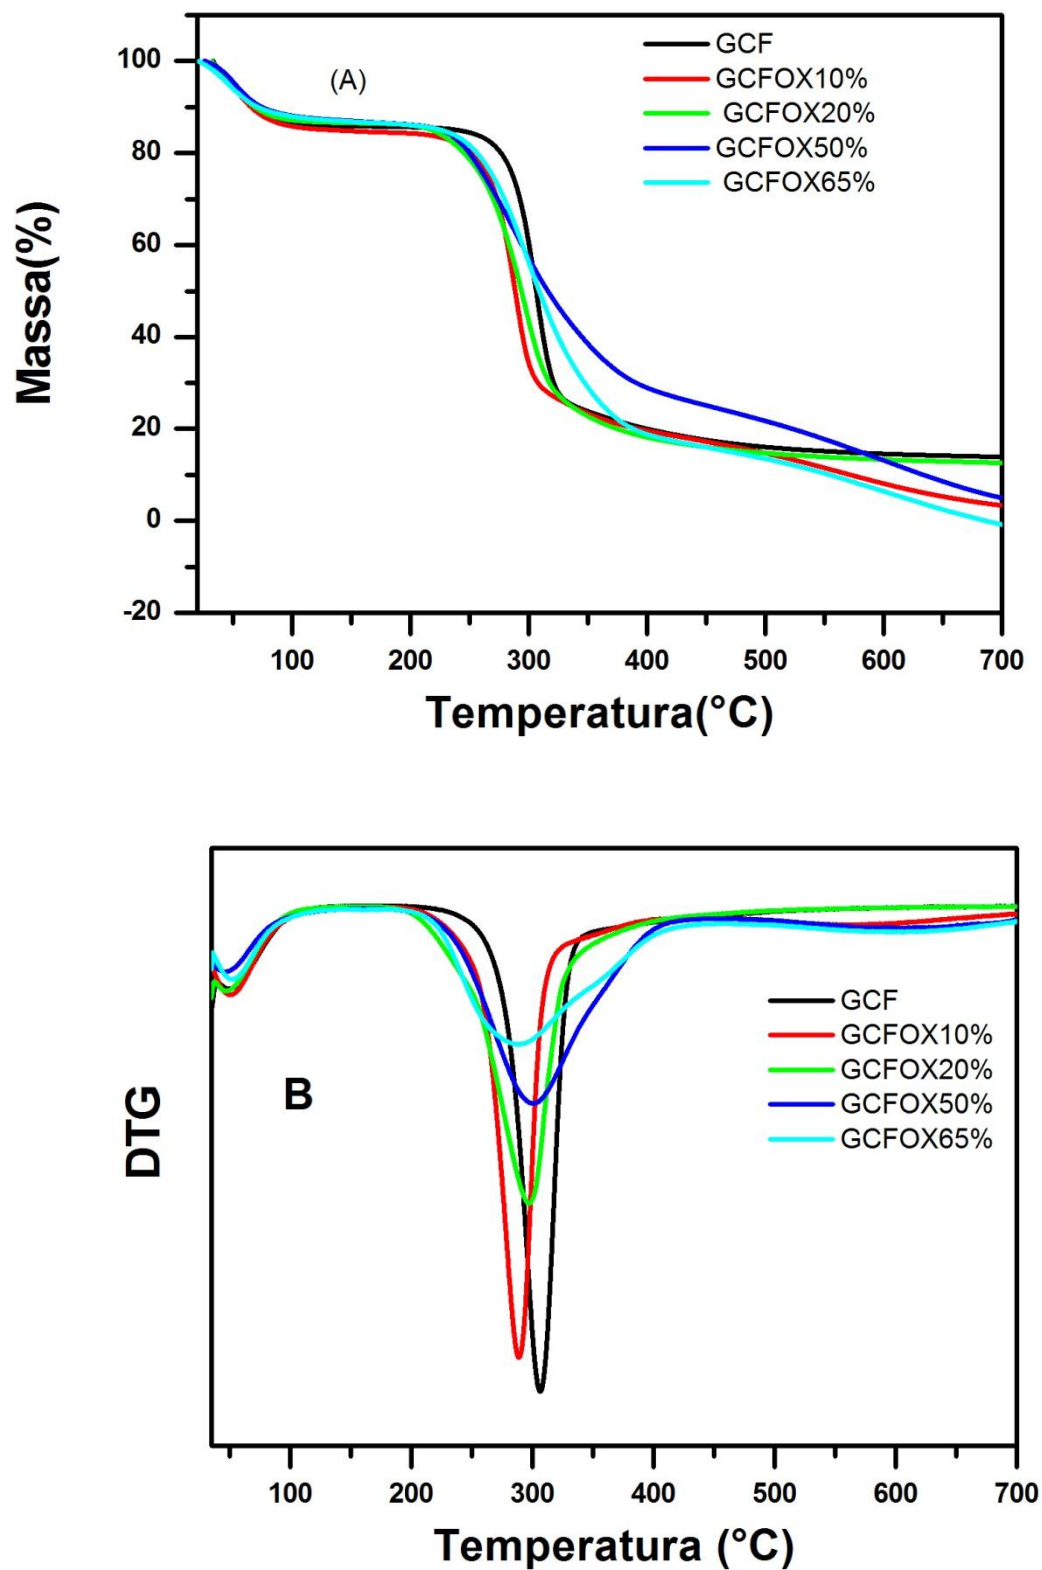 (A)
GCF
GCFOX10%
GCFOX20%
GCFOX50%
GCFOX65%
Massa(%)
100
80
60
40
20
0
-20
100 200 300 400 500 600 700
Temperatura(°C)
B
GCF
GCFOX10%
GCFOX20%
GCFOX50%
GCFOX65%
DTG
100 200 300 400 500 600 700
Temperatura (°C)